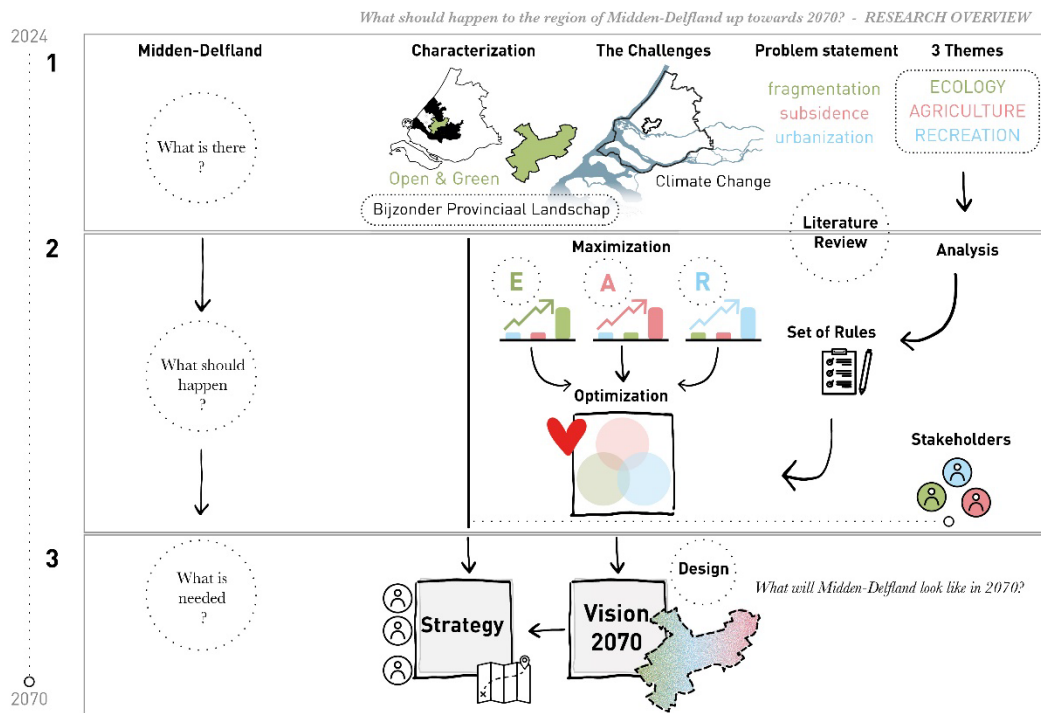 What should happen to the region of Midden-Delfland up towards 2070? - RESEARCH OVERVIEW
2024
1
Midden-Delfland
Characterization
The Challenges
Problem statement
3 Themes
What is there
?
Open & Green
Bijzonder Provinciaal Landschap
Climate Change
fragmentation
subsidence
urbanization
ECOLOGY
AGRICULTURE
RECREATION
Literature
Review
2
Maximization
Analysis
E
A
R
What should
happen
?
Set of Rules
Optimization
Stakeholders
3
What is
needed
?
Strategy
Vision
2070
Design
What will Midden-Delfland look like in 2070?
2070